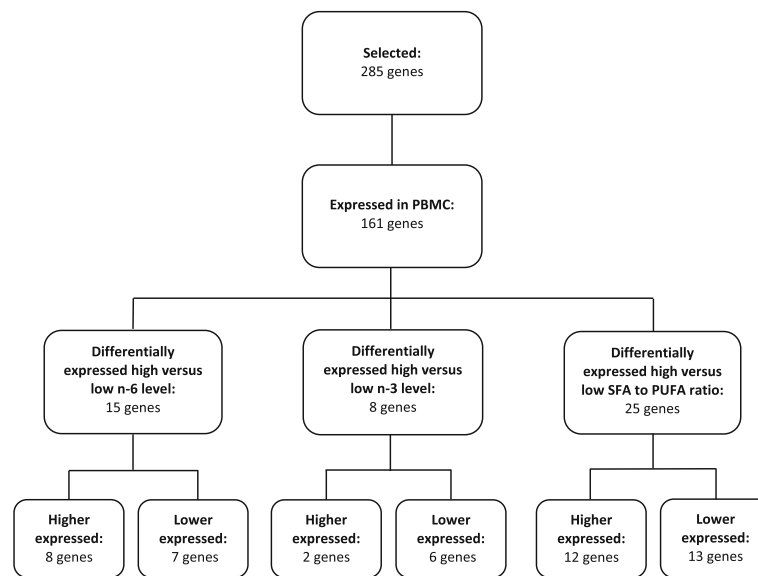 Selected:
285 genes
Expressed in PBMC:
161 genes
Differentially
expressed high versus
low n-6 level:
15 genes
Differentially
expressed high versus
low n-3 level:
8 genes
Differentially
expressed high versus
low SFA to PUFA ratio:
25 genes
Higher
expressed:
8 genes
Lower
expressed:
7 genes
Higher
expressed:
2 genes
Lower
expressed:
6 genes
Higher
expressed:
12 genes
Lower
expressed:
13 genes